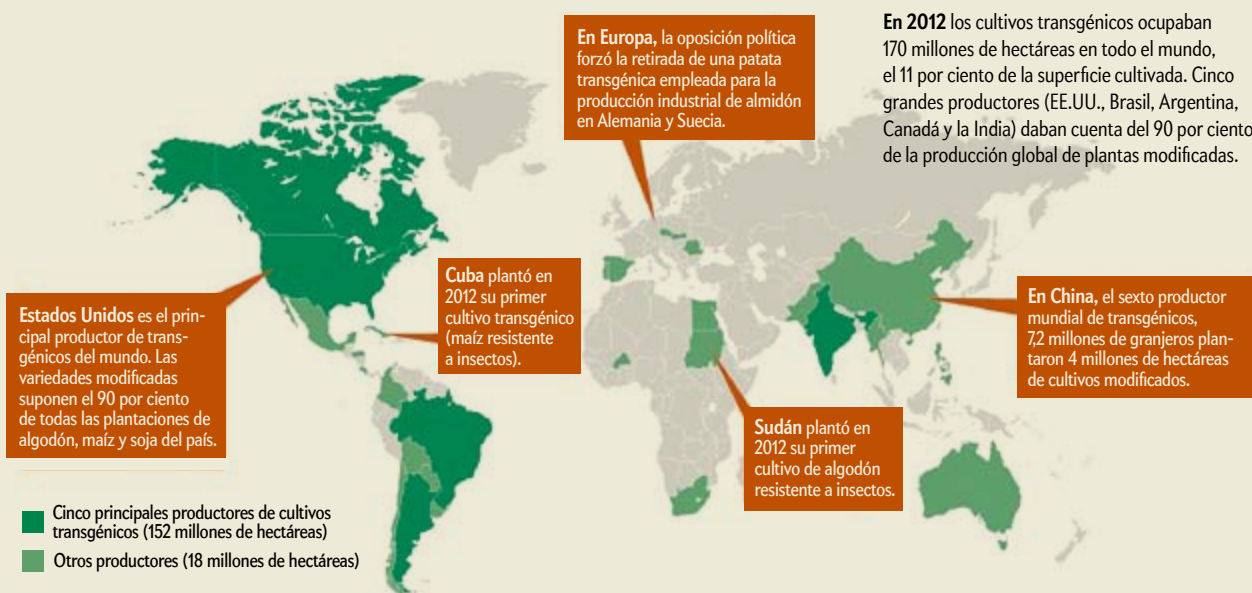 En 2012 los cultivos transgénicos ocupaban
170 millones de hectáreas en todo el mundo,
el 11 por ciento de la superficie cultivada. Cinco
grandes productores (EE.UU., Brasil, Argentina,
Canadá y la India) daban cuenta del 90 por ciento
de la producción global de plantas modificadas.
En Europa, la oposición política
forzó la retirada de una patata
transgénica empleada para la
producción industrial de almidón
en Alemania y Suecia.
Estados Unidos es el prin-
cipal productor de trans-
génicos del mundo. Las
variedades modificadas
suponen el 90 por ciento
de todas las plantaciones de
algodón, maíz y soja del país.
Cuba plantó en
2012 su primer
cultivo transgénico
(maíz resistente
a insectos).
En China, el sexto productor
mundial de transgénicos,
7,2 millones de granjeros plan-
taron 4 millones de hectáreas
de cultivos modificados.
Sudán plantó en
2012 su primer
cultivo de algodón
resistente a insectos.
Cinco principales productores de cultivos
transgénicos (152 millones de hectáreas)
Otros productores (18 millones de hectáreas)